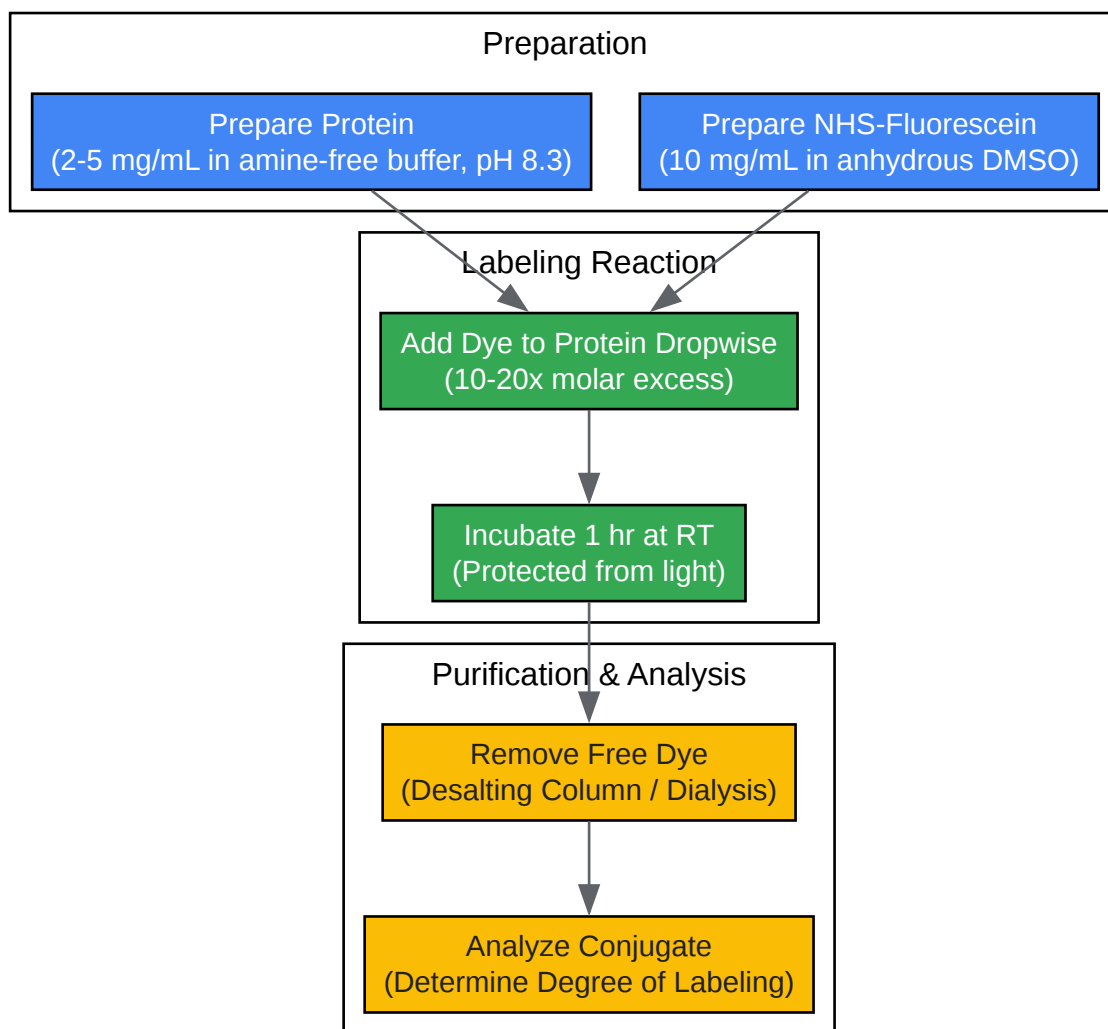 Preparation
Prepare Protein
(2-5 mg/mL in amine-free buffer, pH 8.3)
Prepare NHS-Fluorescein
(10 mg/mL in anhydrous DMSO)
Labeling Reaction
Add Dye to Protein Dropwise
(10-20x molar excess)
Incubate 1 hr at RT
(Protected from light)
Purification & Analysis
Remove Free Dye
(Desalting Column / Dialysis)
Analyze Conjugate
(Determine Degree of Labeling)